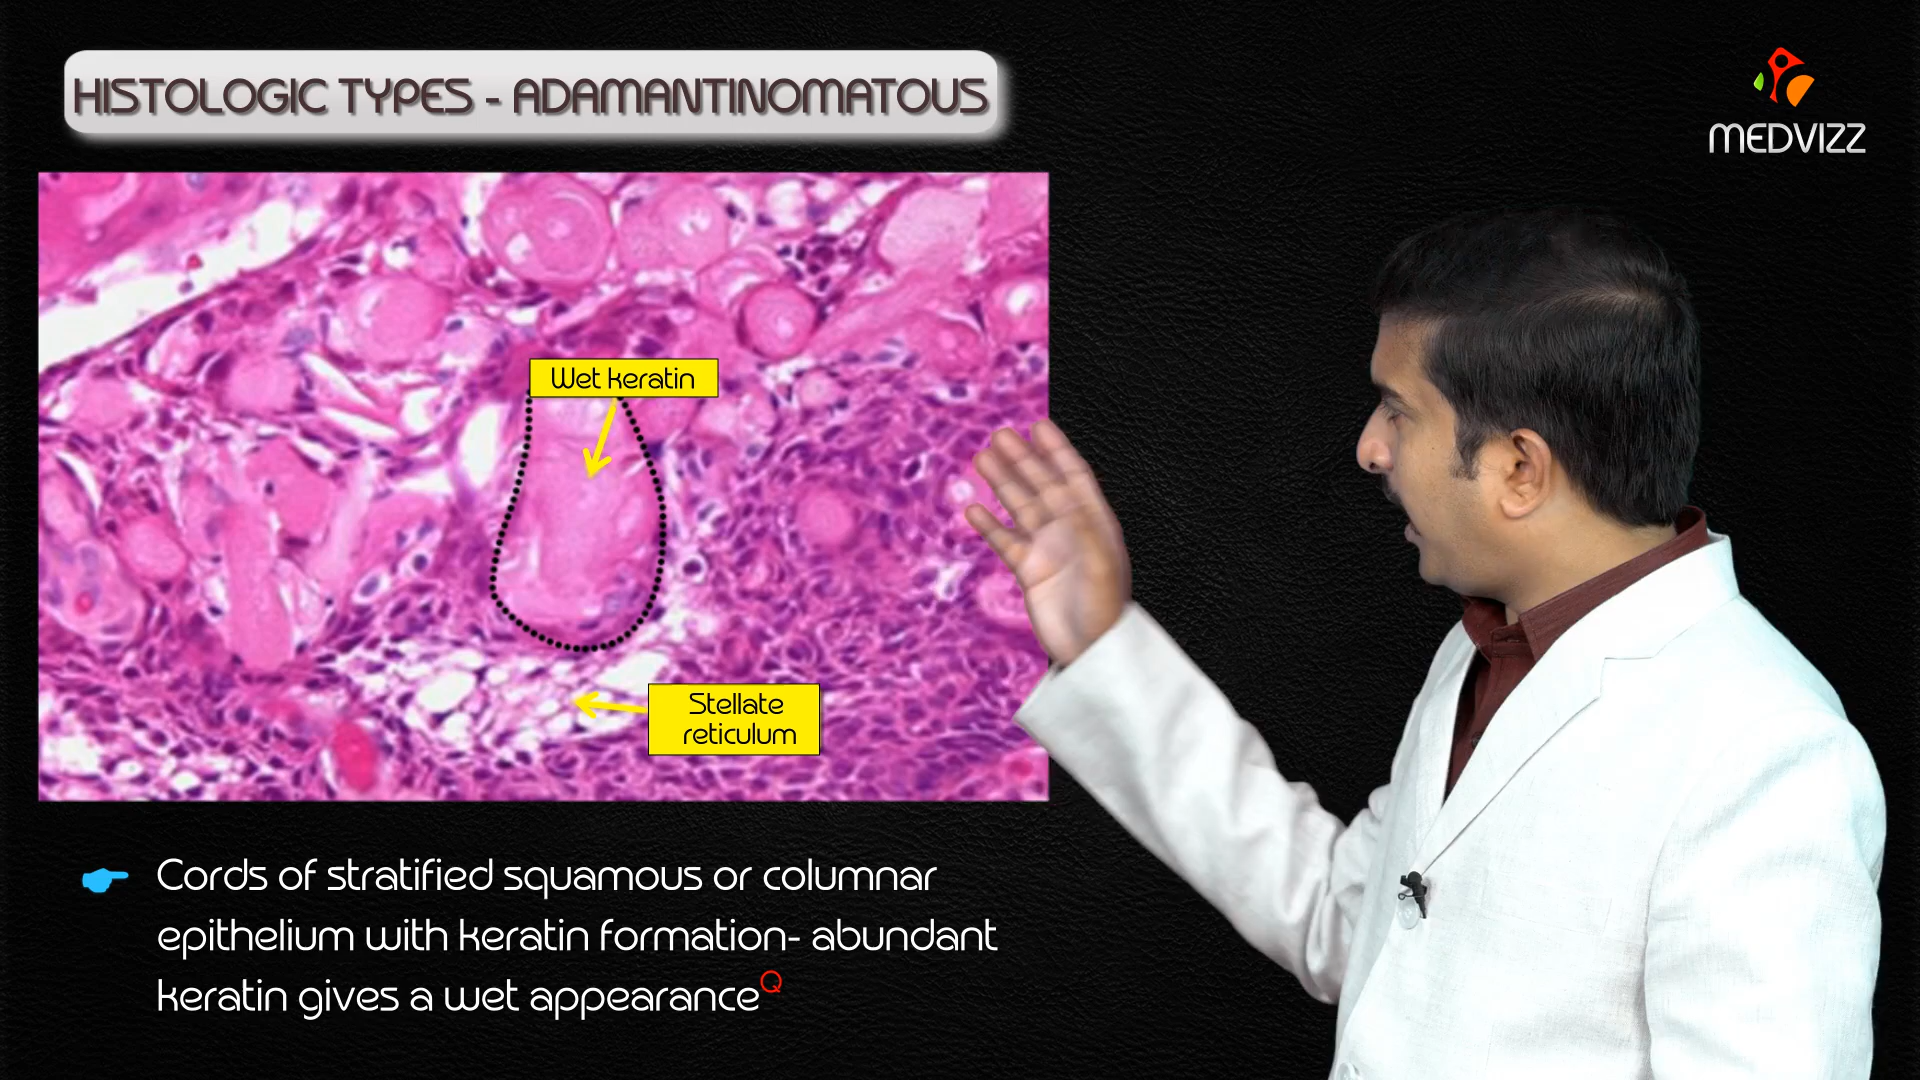 HISTOLOGIC TYPES - ADAMANTINOMATOUS
MEDVIZZ
Wet keratin
Stellate
reticulum
Cords of stratified squamous or columnar
epithelium with keratin formation- abundant
keratin gives a wet appearanceQ